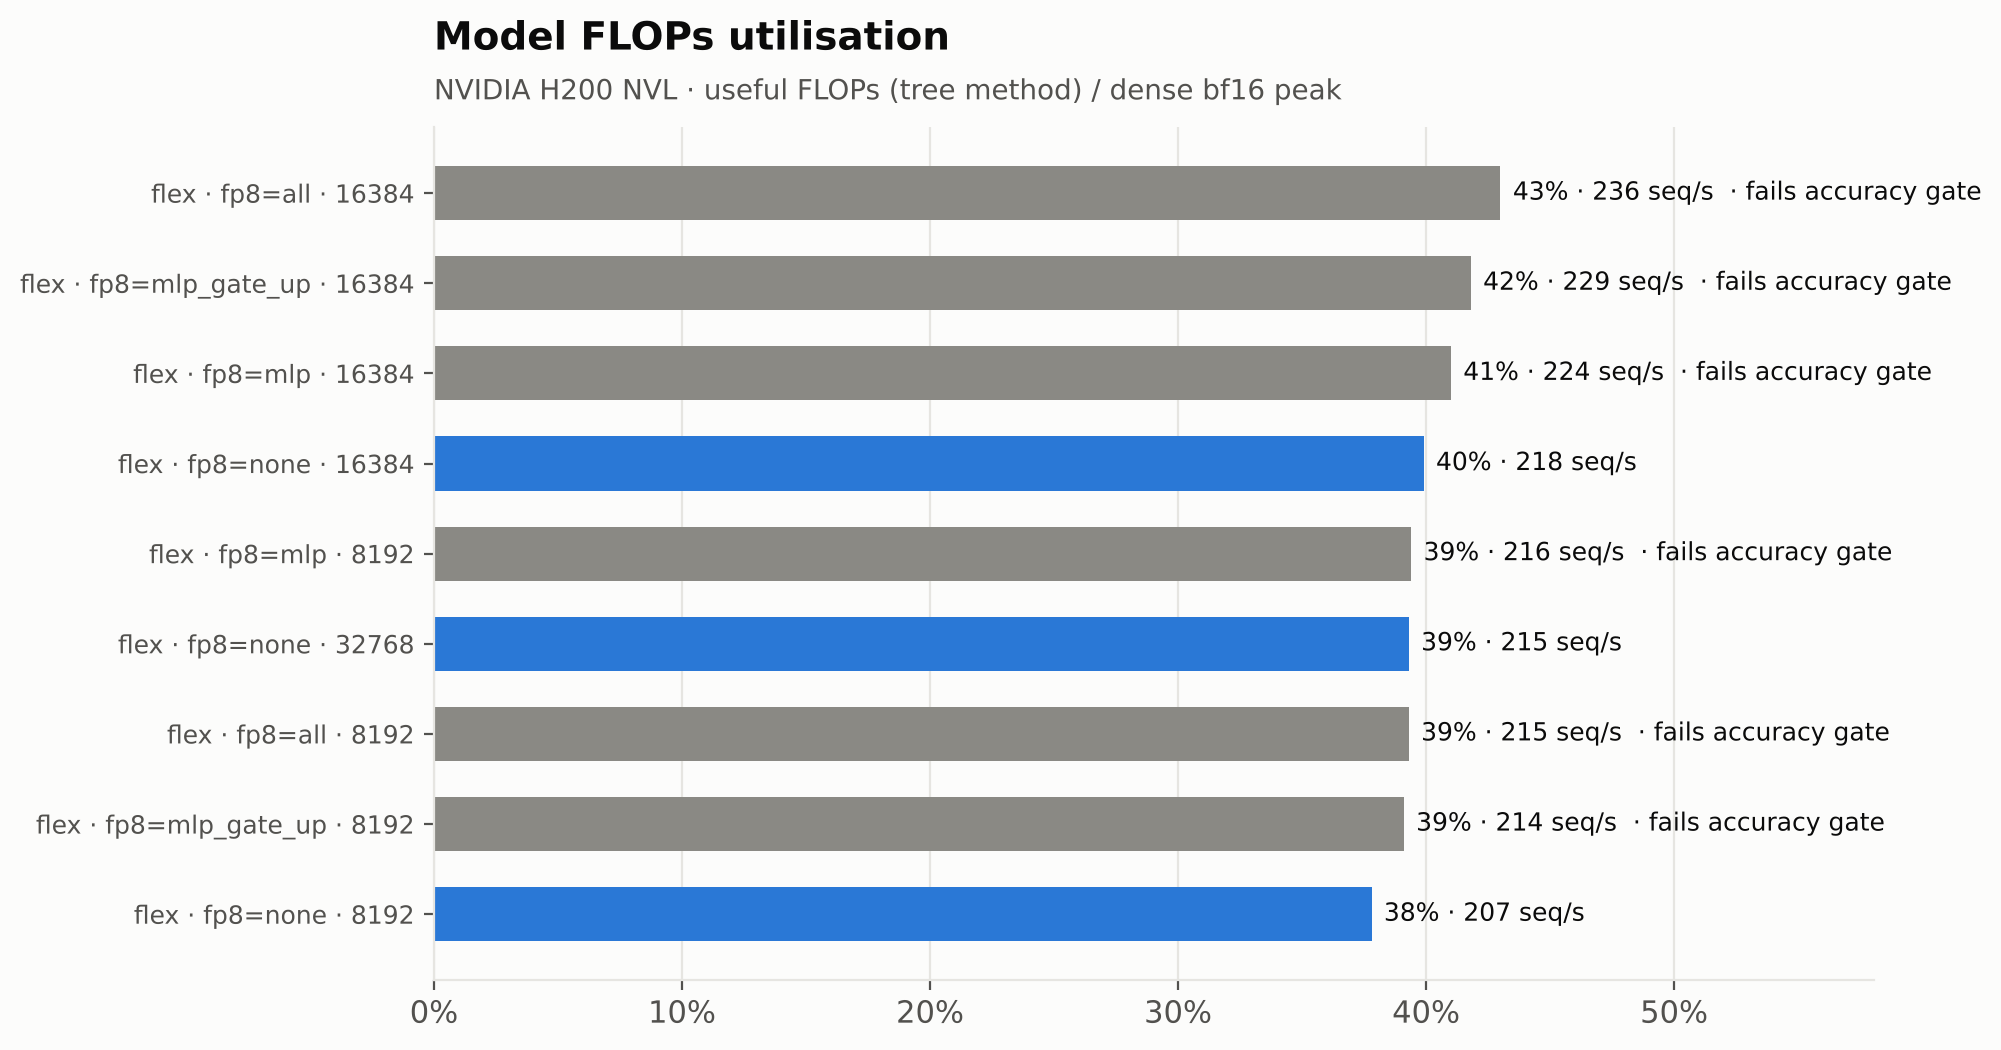 Model FLOPs utilisation
NVIDIA H200 NVL · useful FLOPs (tree method) / dense bf16 peak
flex · fp8=all · 16384 43% · 236 seq/s · fails accuracy gate
flex · fp8=mlp_gate_up · 16384 42% · 229 seq/s · fails accuracy gate
flex · fp8=mlp · 16384 41% · 224 seq/s · fails accuracy gate
flex · fp8=none · 16384 40% · 218 seq/s
flex · fp8=mlp · 8192 39% · 216 seq/s · fails accuracy gate
flex · fp8=none · 32768 39% · 215 seq/s
flex · fp8=all · 8192 39% · 215 seq/s · fails accuracy gate
flex · fp8=mlp_gate_up · 8192 39% · 214 seq/s · fails accuracy gate
flex · fp8=none · 8192 38% · 207 seq/s
0% 10% 20% 30% 40% 50%